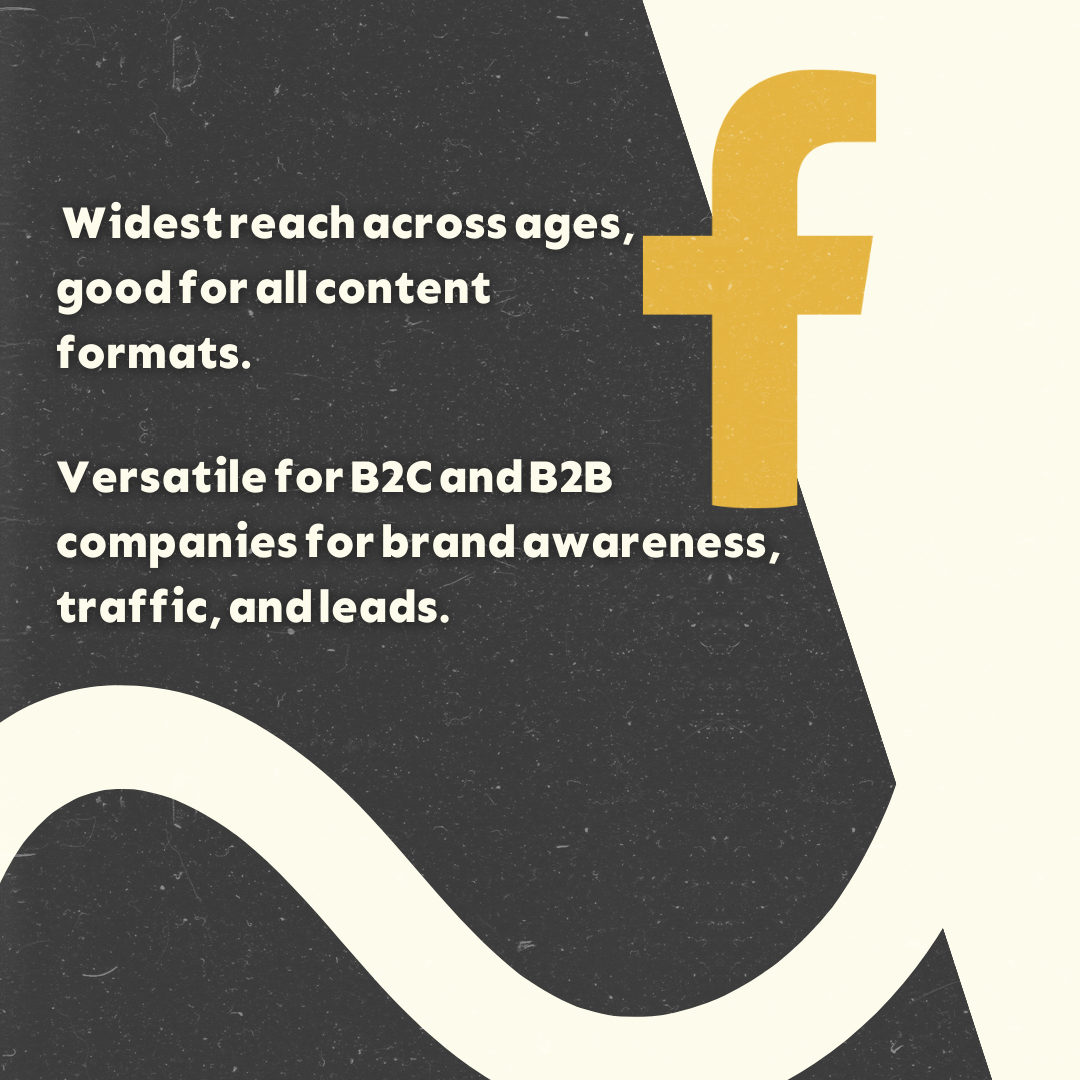 f
Widest reach across ages,
good for all content
formats.
Versatile for B2C and B2B
companies for brand awareness,
traffic, and leads.